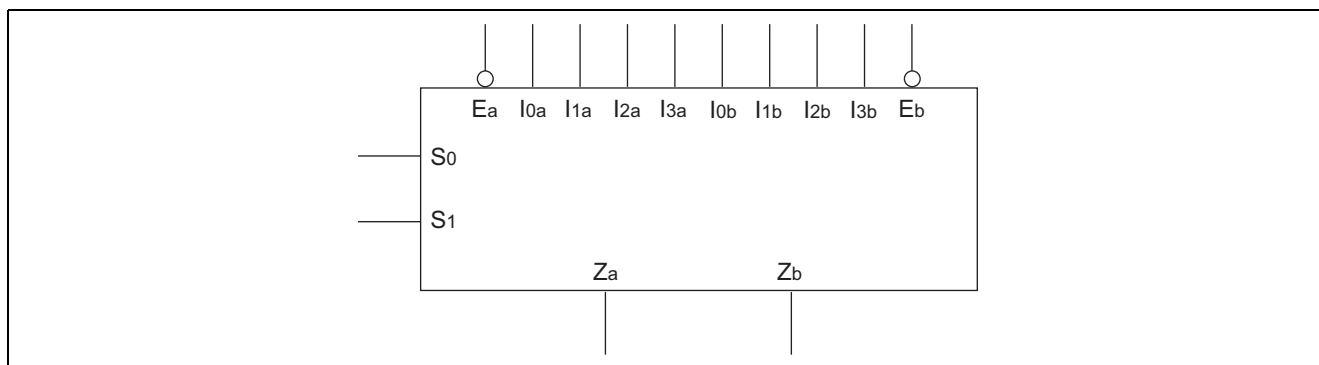 Ea I0a I1a I2a I3a I0b I1b I2b I3b Eb
S0
S1
Za Zb